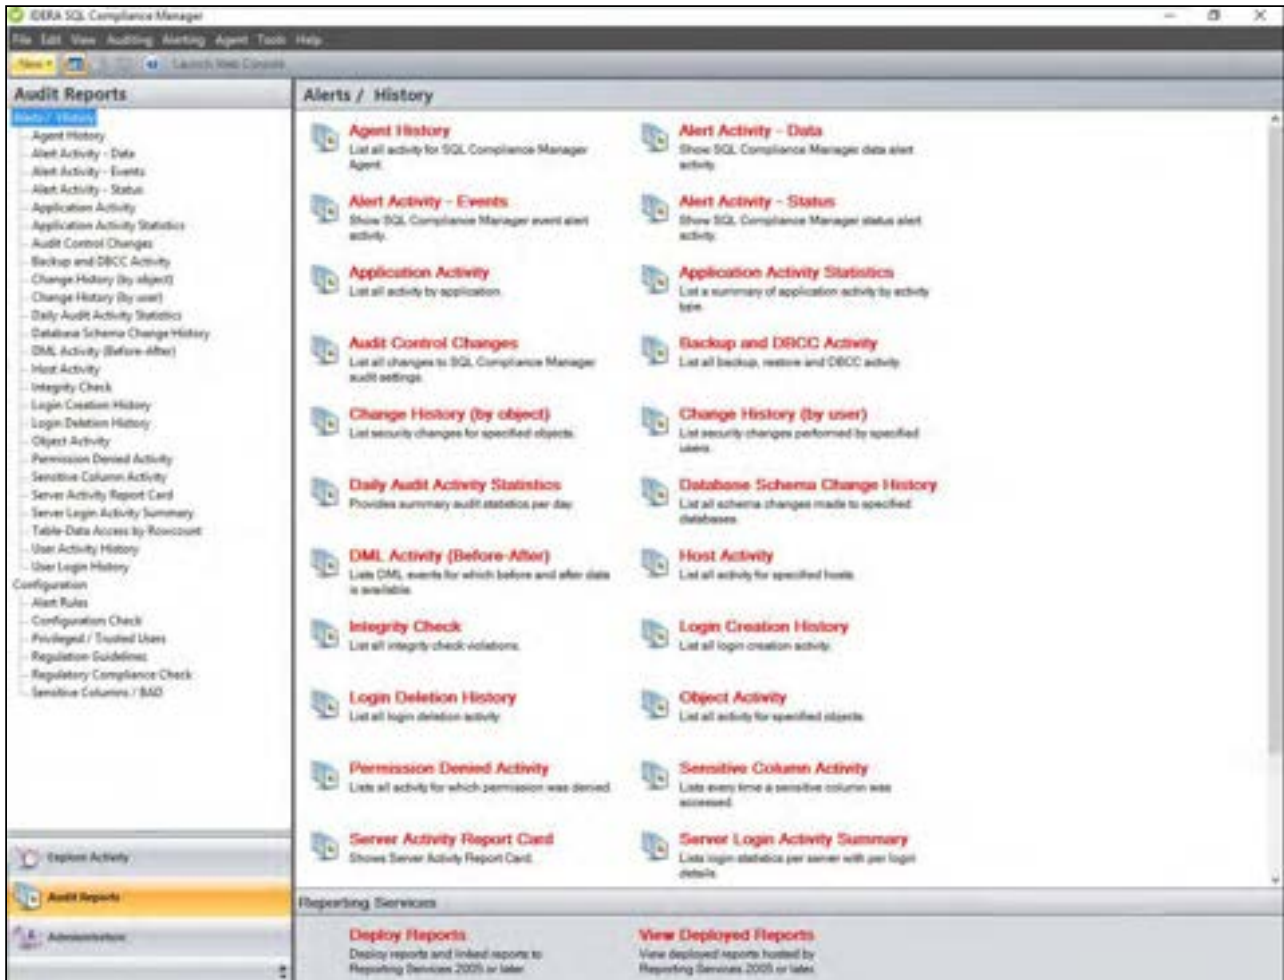 IDERA SQL Compliance Manager
File Edit View Auditing Alerting Agent Tools Help
New Launch Web Console
Audit Reports
Alerts / History
Agent History
Alert Activity - Data
Alert Activity - Events
Alert Activity - Status
Application Activity
Application Activity Statistics
Audit Control Changes
Backup and DBCC Activity
Change History (by object)
Change History (by user)
Daily Audit Activity Statistics
Database Schema Change History
DML Activity (Before-After)
Host Activity
Integrity Check
Login Creation History
Login Deletion History
Object Activity
Permission Denied Activity
Sensitive Column Activity
Server Activity Report Card
Server Login Activity Summary
Table-Data Access by Rowcount
User Activity History
User Login History
Configuration
Alert Rules
Configuration Check
Privileged / Trusted Users
Regulation Guidelines
Regulatory Compliance Check
Sensitive Columns / BAD
Explore Activity
Audit Reports
Administration
Alerts / History
Agent History
List all activity for SQL Compliance Manager
Agent.
Alert Activity - Data
Show SQL Compliance Manager data alert
activity.
Alert Activity - Events
Show SQL Compliance Manager event alert
activity.
Alert Activity - Status
Show SQL Compliance Manager status alert
activity.
Application Activity
List all activity by application.
Application Activity Statistics
List a summary of application activity by activity
type.
Audit Control Changes
List all changes to SQL Compliance Manager
audit settings.
Backup and DBCC Activity
List all backup, restore and DBCC activity.
Change History (by object)
List security changes for specified objects.
Change History (by user)
List security changes performed by specified
users.
Daily Audit Activity Statistics
Provides summary audit statistics per day.
Database Schema Change History
List all schema changes made to specified
databases.
DML Activity (Before-After)
Lists DML events for which before and after data
is available.
Host Activity
List all activity for specified hosts.
Integrity Check
List all integrity check violations.
Login Creation History
List all login creation activity.
Login Deletion History
List all login deletion activity.
Object Activity
List all activity for specified objects.
Permission Denied Activity
Lists all activity for which permission was denied.
Sensitive Column Activity
Lists every time a sensitive column was
accessed.
Server Activity Report Card
Shows Server Activity Report Card.
Server Login Activity Summary
Lists login statistics per server with per login
details.
Reporting Services
Deploy Reports
Deploy reports and linked reports to
Reporting Services 2005 or later.
View Deployed Reports
View deployed reports hosted by
Reporting Services 2005 or later.